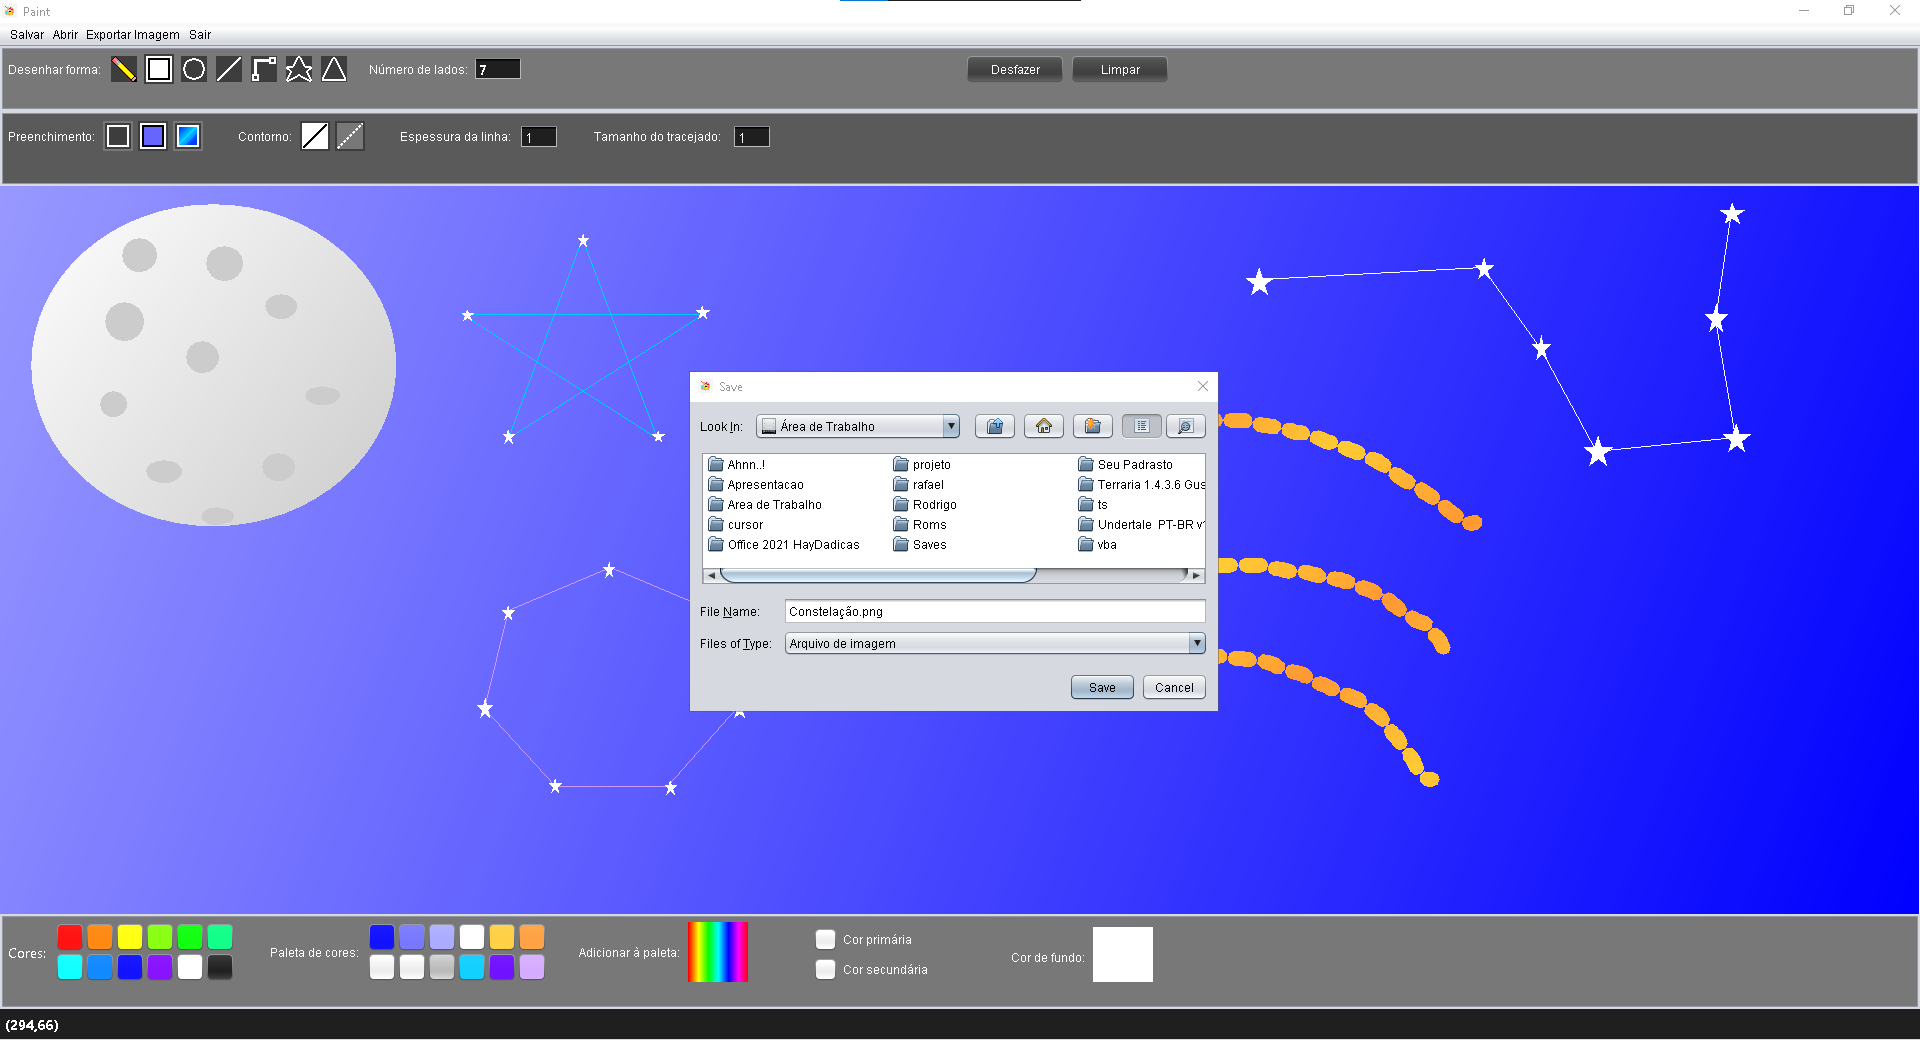 Paint
Salvar Abrir Exportar Imagem Sair
Desenhar forma: Número de lados: 7 Desfazer Limpar
Preenchimento: Contorno: Espessura da linha: 1 Tamanho do tracejado: 1
Save
Look In: Área de Trabalho
Ahnn..! projeto Seu Padrasto
Apresentacao rafael Terraria 1.4.3.6 Gus
Area de Trabalho Rodrigo ts
cursor Roms Undertale PT-BR v
Office 2021 HayDadicas Saves vba
File Name: Constelação.png
Files of Type: Arquivo de imagem
Save Cancel
Cores: Paleta de cores: Adicionar à paleta: Cor primária
Cor secundária
Cor de fundo:
(294,66)